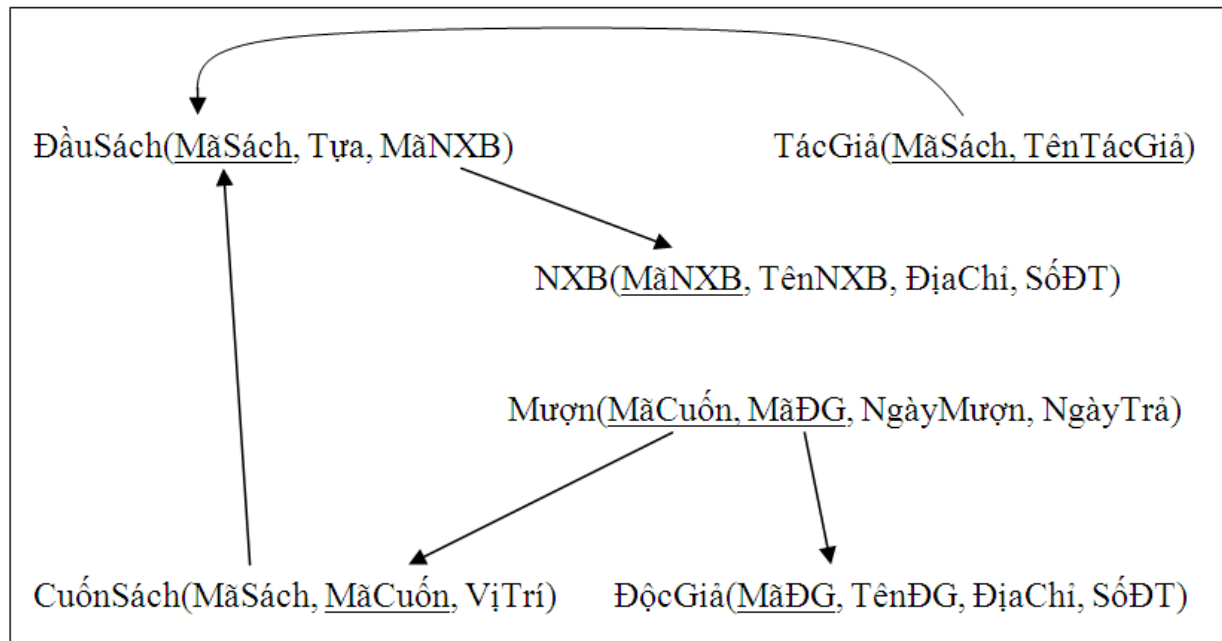 ĐầuSách(MãSách, Tựa, MãNXB) TácGiả(MãSách, TênTácGiả)
NXB(MãNXB, TênNXB, ĐịaChỉ, SốĐT)
Mượn(MãCuốn, MãĐG, NgàyMượn, NgàyTrả)
CuốnSách(MãSách, MãCuốn, VịTrí) ĐộcGiả(MãĐG, TênĐG, ĐịaChỉ, SốĐT)